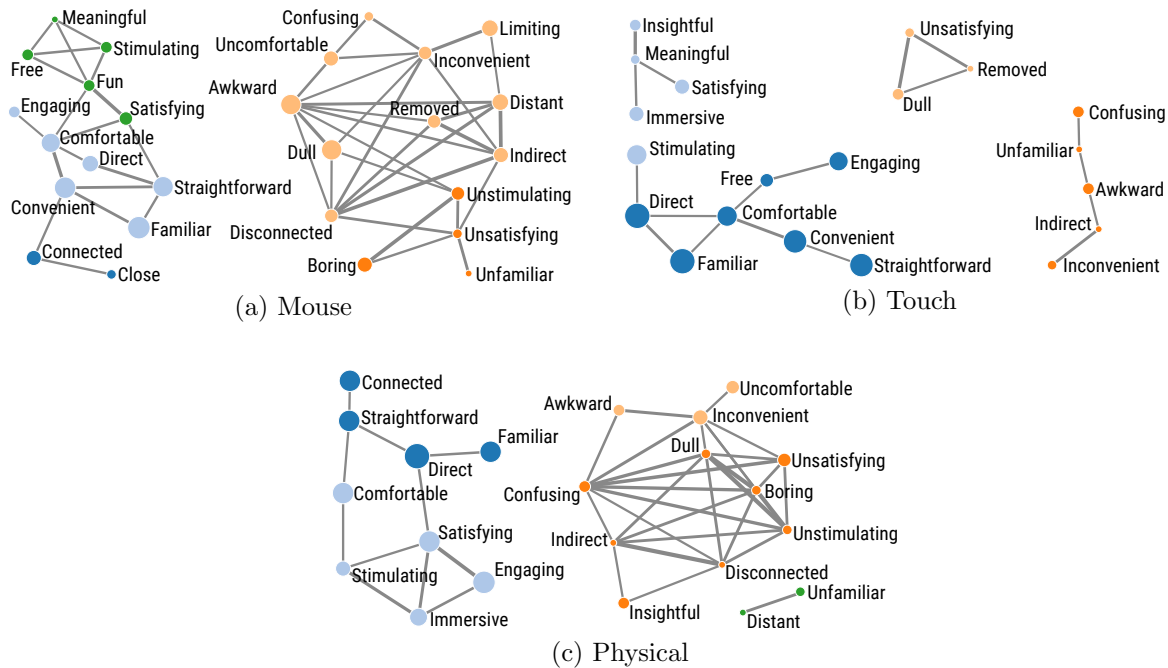 Meaningful
Stimulating
Free
Fun
Engaging
Satisfying
Comfortable
Direct
Straightforward
Convenient
Familiar
Connected
Close
Confusing
Limiting
Uncomfortable
Inconvenient
Awkward
Distant
Removed
Dull
Indirect
Unstimulating
Disconnected
Unsatisfying
Boring
Unfamiliar
(a) Mouse
Insightful
Meaningful
Satisfying
Immersive
Stimulating
Engaging
Free
Direct
Comfortable
Convenient
Familiar
Straightforward
Unsatisfying
Removed
Dull
Confusing
Unfamiliar
Awkward
Indirect
Inconvenient
(b) Touch
Connected
Straightforward
Familiar
Direct
Comfortable
Satisfying
Stimulating
Engaging
Immersive
Uncomfortable
Awkward
Inconvenient
Dull
Unsatisfying
Confusing
Boring
Unstimulating
Indirect
Disconnected
Insightful
Unfamiliar
Distant
(c) Physical